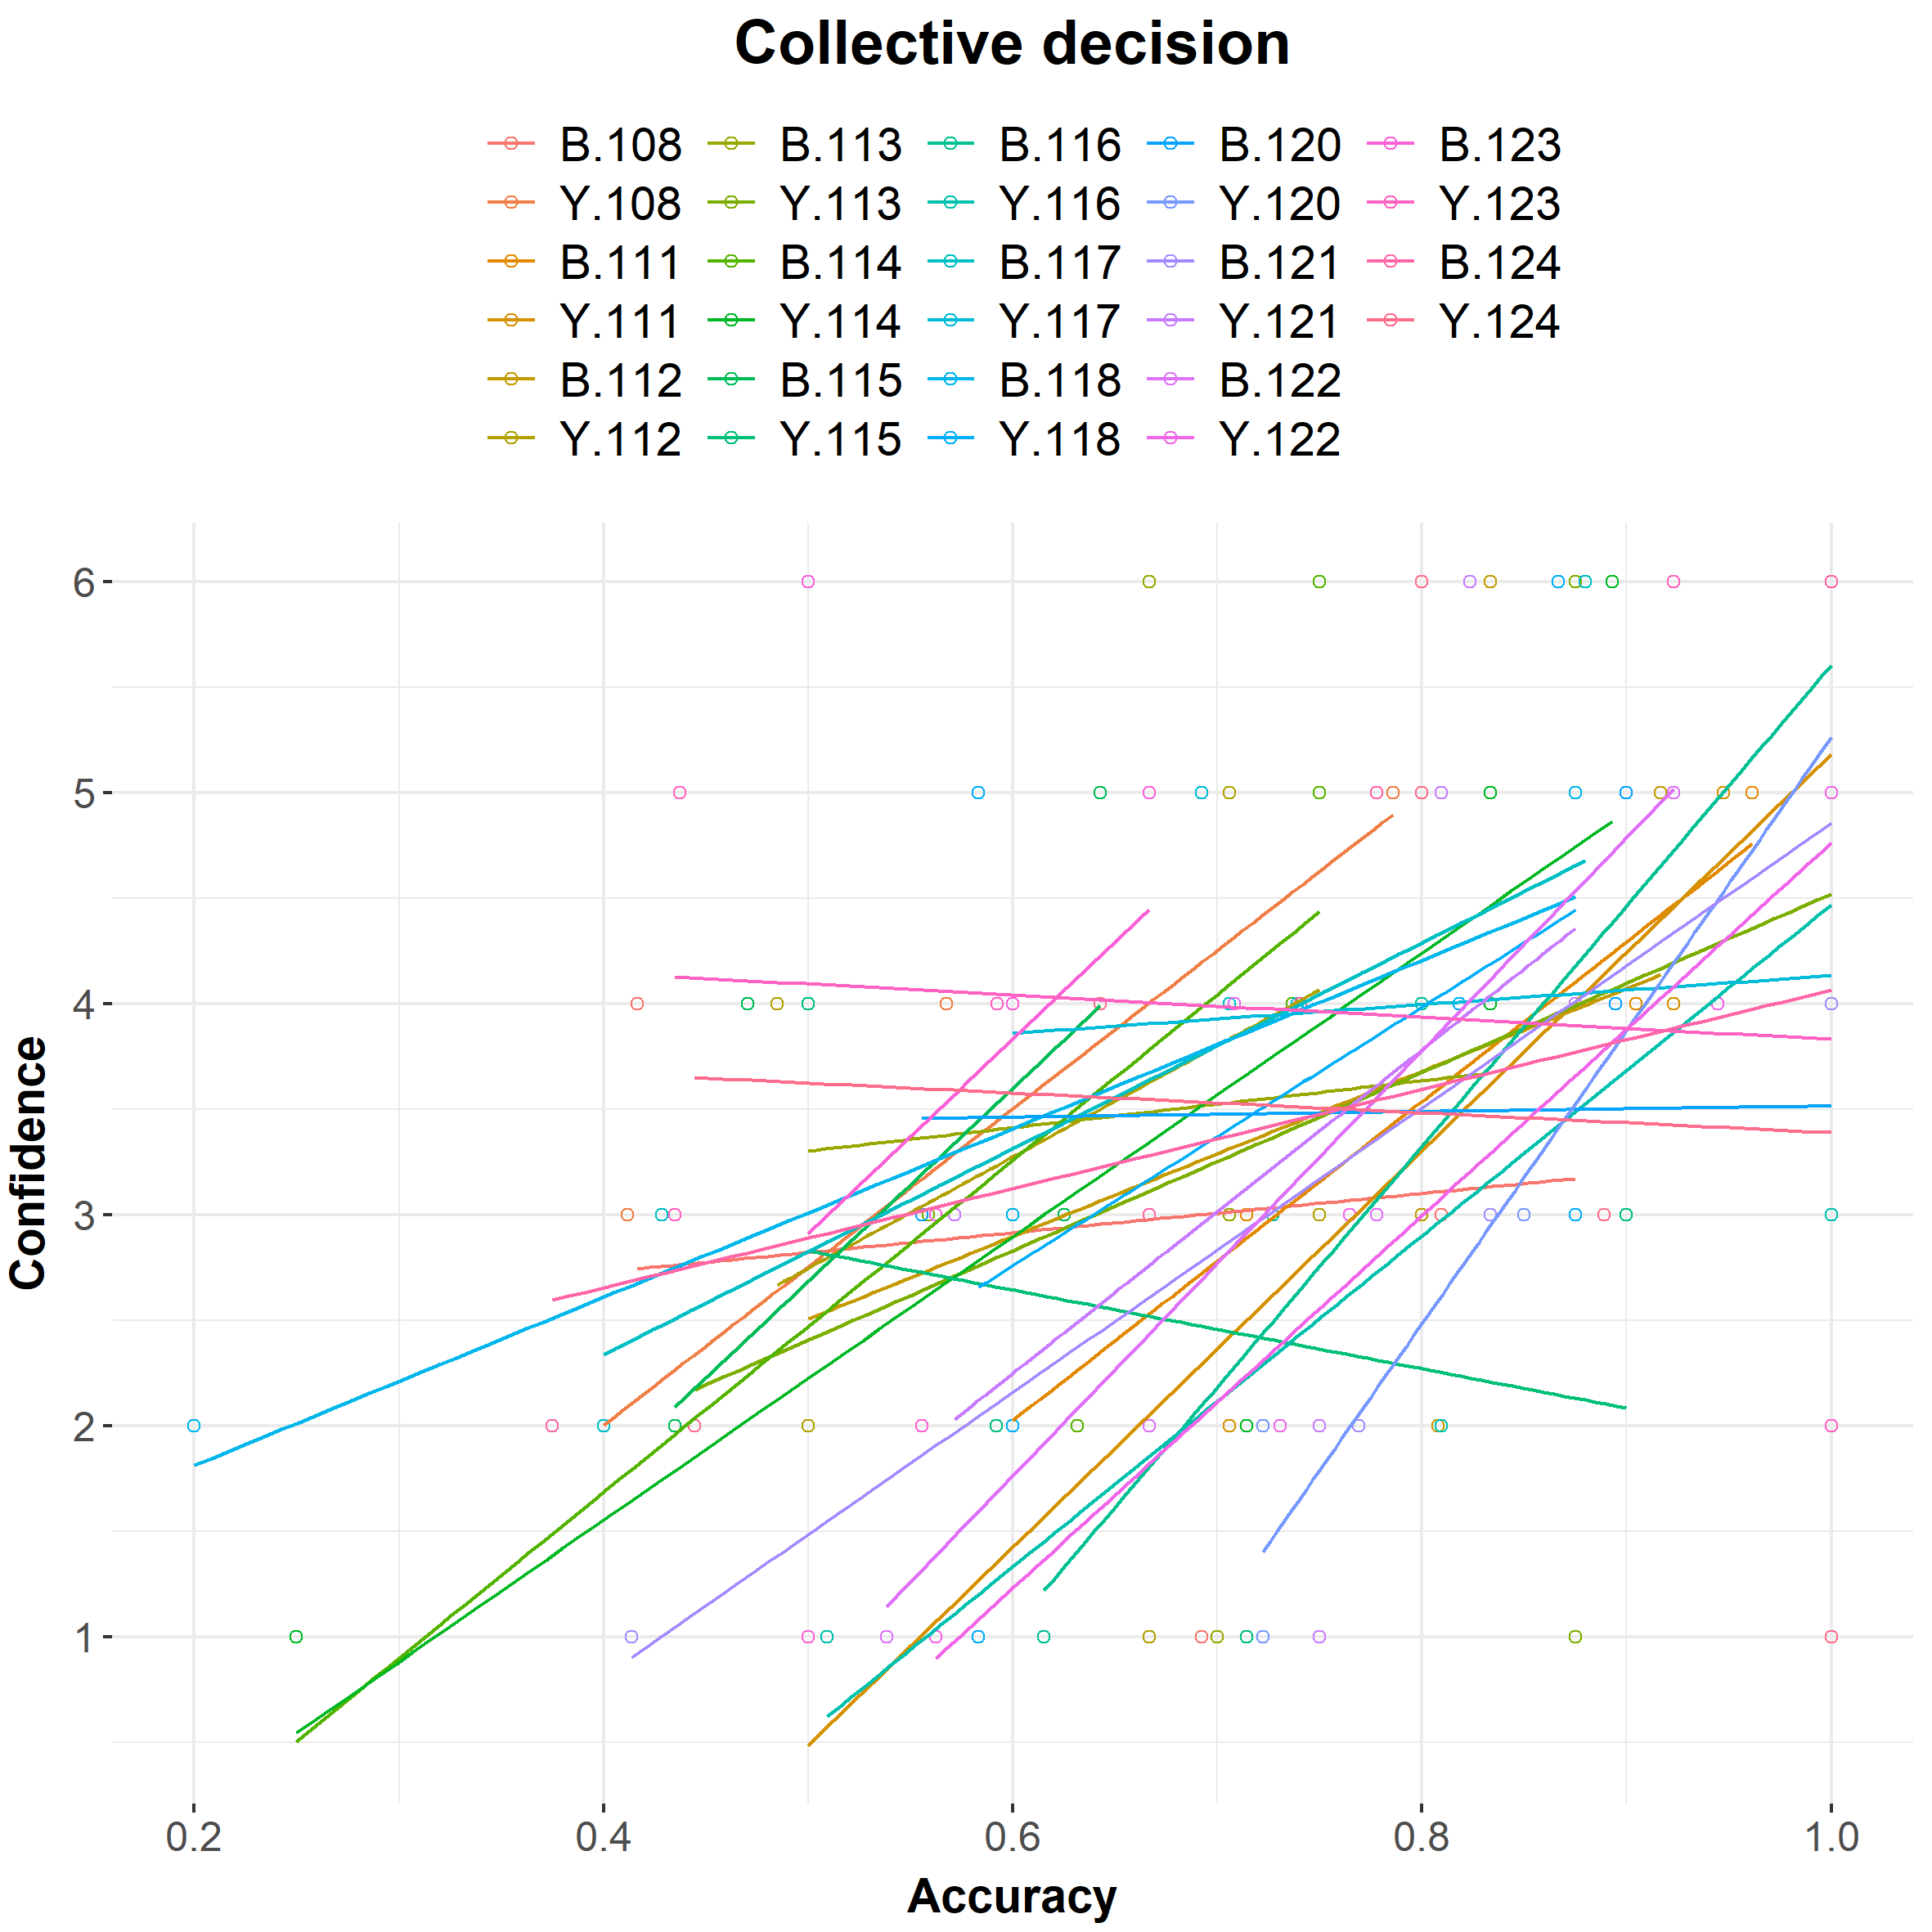 Collective decision
B.108 B.113 B.116 B.120 B.123
Y.108 Y.113 Y.116 Y.120 Y.123
B.111 B.114 B.117 B.121 B.124
Y.111 Y.114 Y.117 Y.121 Y.124
B.112 B.115 B.118 B.122
Y.112 Y.115 Y.118 Y.122
6
5
4
3
2
1
Confidence
0.2 0.4 0.6 0.8 1.0
Accuracy